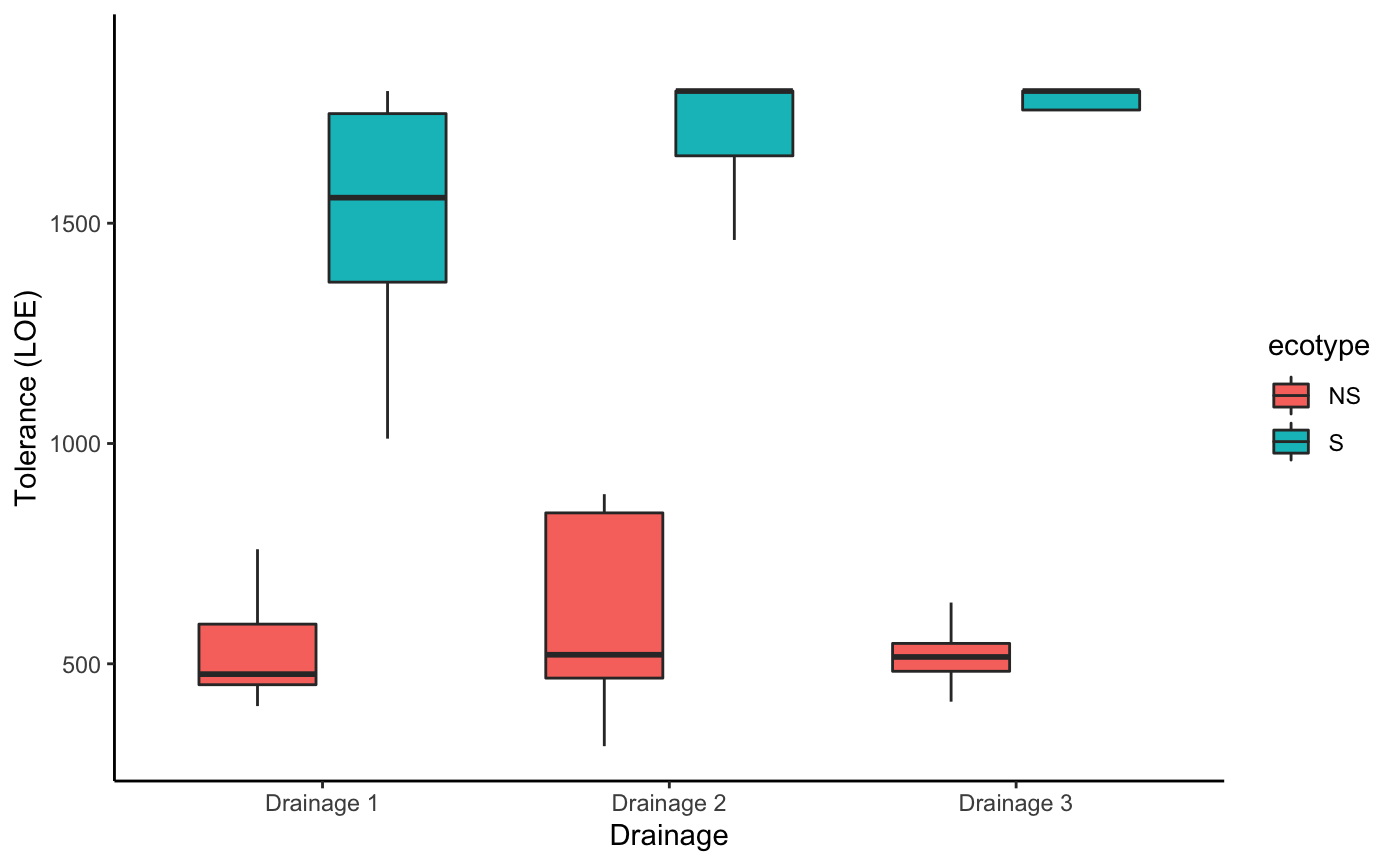 Tolerance (LOE)
1500
1000
500
Drainage 1
Drainage 2
Drainage 3
Drainage
ecotype
NS
S